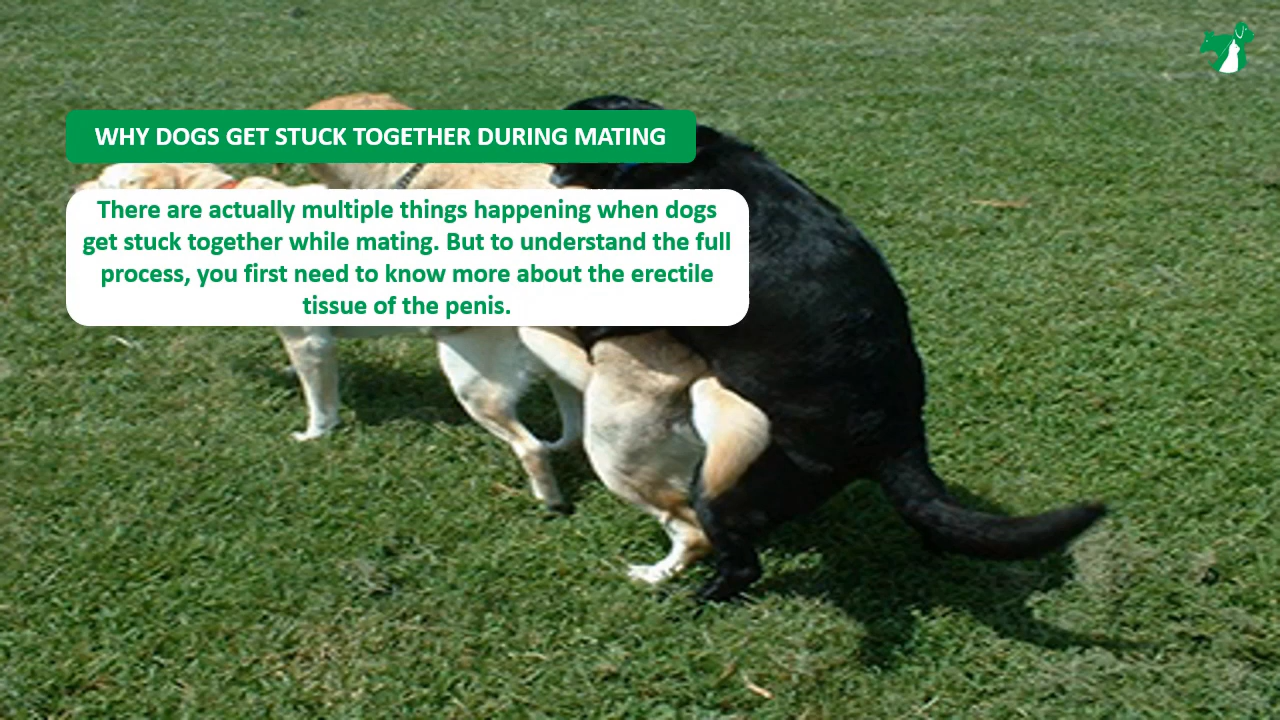 WHY DOGS GET STUCK TOGETHER DURING MATING
There are actually multiple things happening when dogs
get stuck together while mating. But to understand the full
process, you first need to know more about the erectile
tissue of the penis.